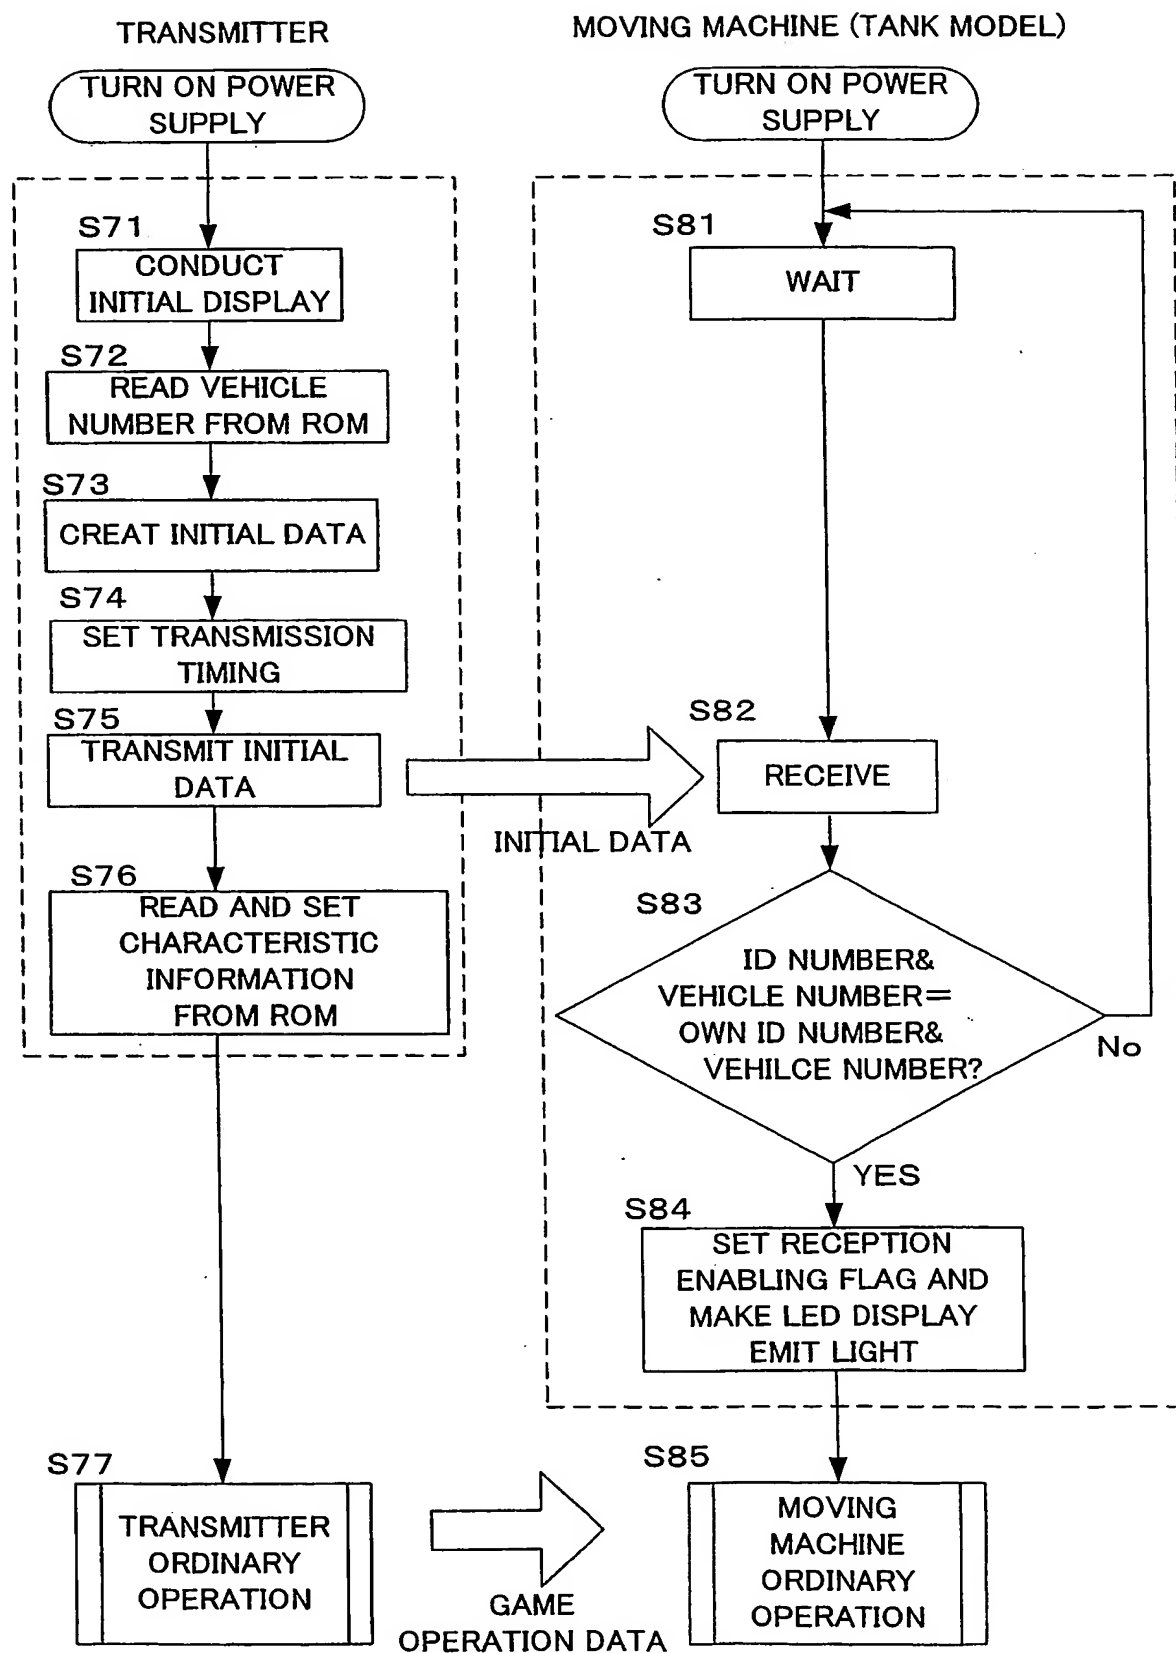 TRANSMITTER
TURN ON POWER
SUPPLY
S71
CONDUCT
INITIAL DISPLAY
S72
READ VEHICLE
NUMBER FROM ROM
S73
CREAT INITIAL DATA
S74
SET TRANSMISSION
TIMING
S75
TRANSMIT INITIAL
DATA
INITIAL DATA
S76
READ AND SET
CHARACTERISTIC
INFORMATION
FROM ROM
S77
TRANSMITTER
ORDINARY
OPERATION
GAME
OPERATION DATA
MOVING MACHINE (TANK MODEL)
TURN ON POWER
SUPPLY
S81
WAIT
S82
RECEIVE
S83
ID NUMBER&
VEHICLE NUMBER=
OWN ID NUMBER&
VEHILCE NUMBER?
No
YES
S84
SET RECEPTION
ENABLING FLAG AND
MAKE LED DISPLAY
EMIT LIGHT
S85
MOVING
MACHINE
ORDINARY
OPERATION